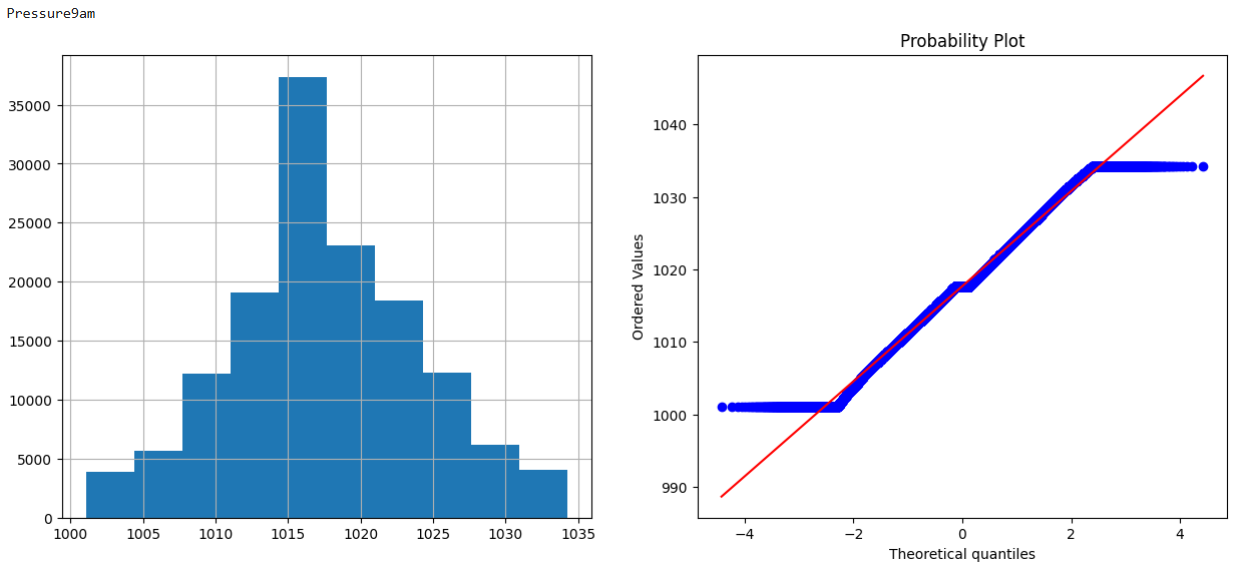 Pressure9am
35000
30000
25000
20000
15000
10000
5000
0
1000 1005 1010 1015 1020 1025 1030 1035
Probability Plot
Ordered Values
1040
1030
1020
1010
1000
990
−4 −2 0 2 4
Theoretical quantiles